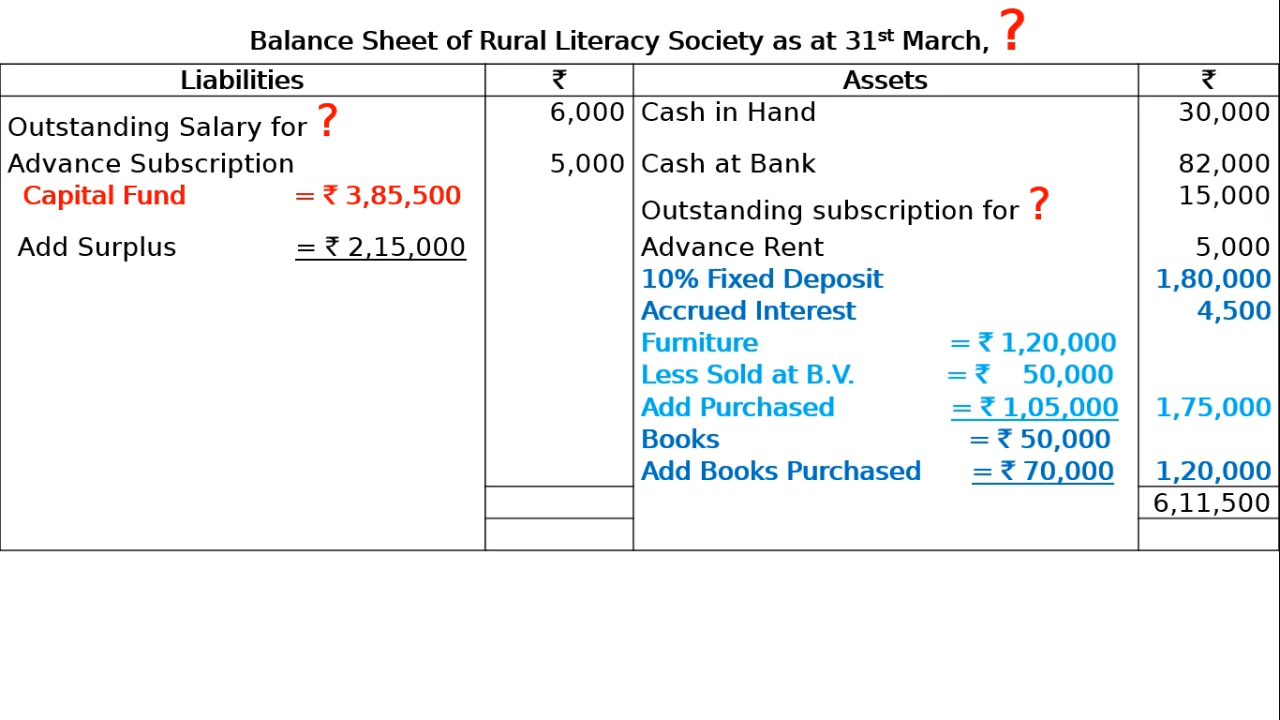 Balance Sheet of Rural Literacy Society as at 31st March, ?
Liabilities ₹ Assets ₹
Outstanding Salary for ? 6,000 Cash in Hand 30,000
Advance Subscription 5,000 Cash at Bank 82,000
Capital Fund = ₹ 3,85,500 Outstanding subscription for ? 15,000
Add Surplus = ₹ 2,15,000 Advance Rent 5,000
10% Fixed Deposit 1,80,000
Accrued Interest 4,500
Furniture = ₹ 1,20,000
Less Sold at B.V. = ₹ 50,000
Add Purchased = ₹ 1,05,000 1,75,000
Books = ₹ 50,000
Add Books Purchased = ₹ 70,000 1,20,000
6,11,500